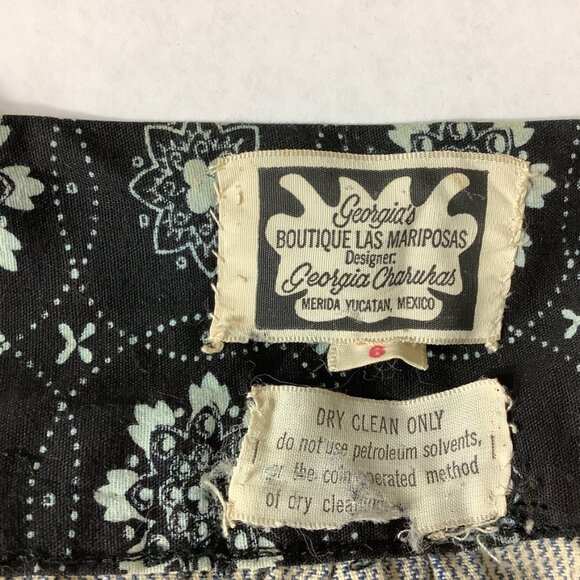 Georgia's
BOUTIQUE LAS MARIPOSAS
Designer:
Georgia Charuhas
MERIDA YUCATAN, MEXICO
6
DRY CLEAN ONLY
do not use petroleum solvents,
or the coin operated method
of dry